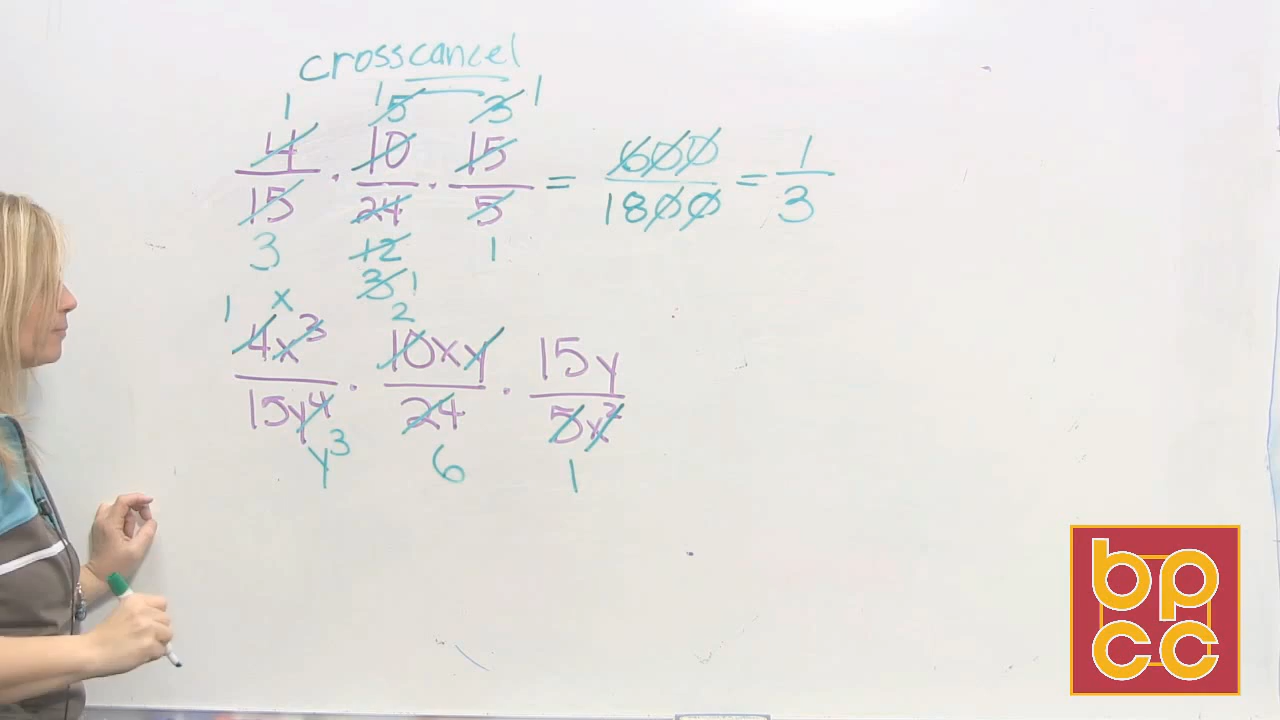 crosscancel
1 1 5 3 1
4/15 · 10/24 · 15/5 = 600/1800 = 1/3
3 12 1
3 1
1 x 2
4x³/15y⁴ · 10xy/24 · 15y/5x²
y³ 6 1
bp
cc